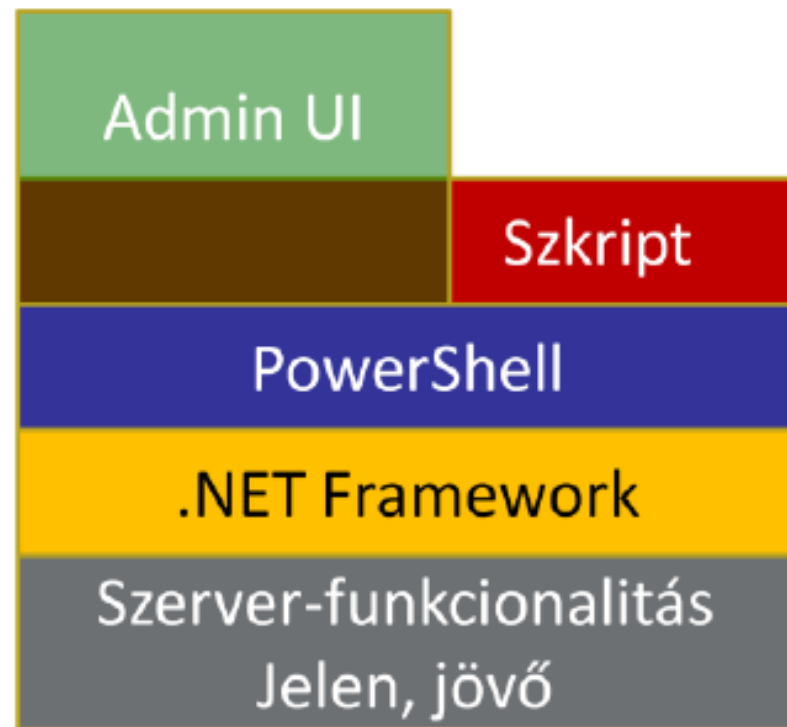 Admin UI
Szkript
PowerShell
.NET Framework
Szerver-funkcionalitás
Jelen, jövő